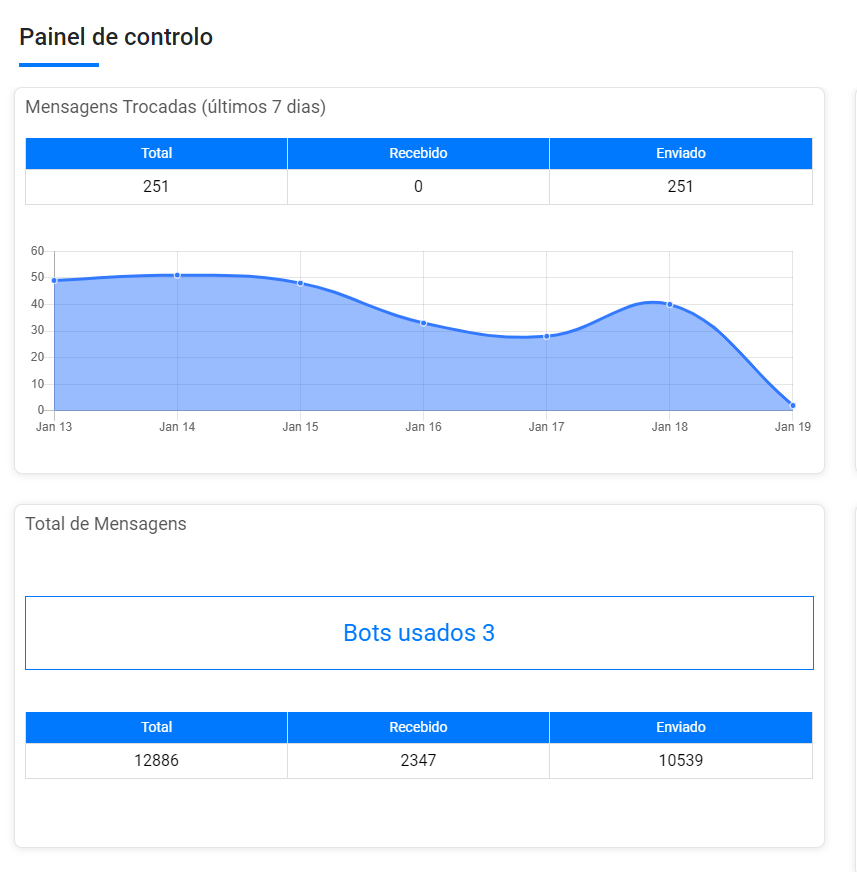 Painel de controlo
Mensagens Trocadas (últimos 7 dias)
Total Recebido Enviado
251 0 251
60
50
40
30
20
10
0
Jan 13 Jan 14 Jan 15 Jan 16 Jan 17 Jan 18 Jan 19
Total de Mensagens
Bots usados 3
Total Recebido Enviado
12886 2347 10539